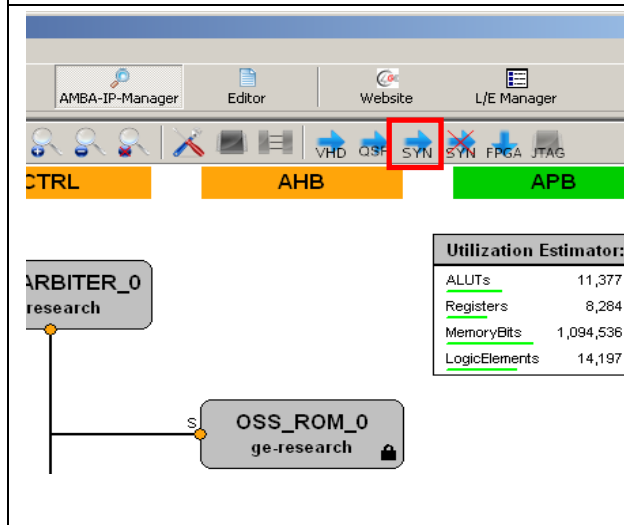 AMBA-IP-Manager Editor Website L/E Manager
VHD QSF SYN SYN FPGA JTAG
CTRL AHB APB
Utilization Estimator:
ALUTs 11,377
Registers 8,284
MemoryBits 1,094,536
LogicElements 14,197
ARBITER_0
research
S
OSS_ROM_0
ge-research